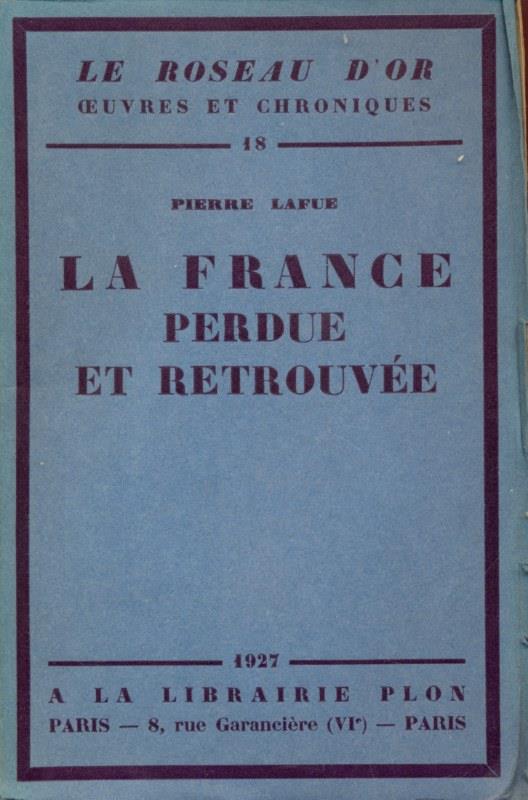 LE ROSEAU D'OR
ŒUVRES ET CHRONIQUES
18
PIERRE LAFUE
LA FRANCE
PERDUE
ET RETROUVÉE
1927
A LA LIBRAIRIE PLON
PARIS — 8, rue Garancière (VIᵉ) — PARIS